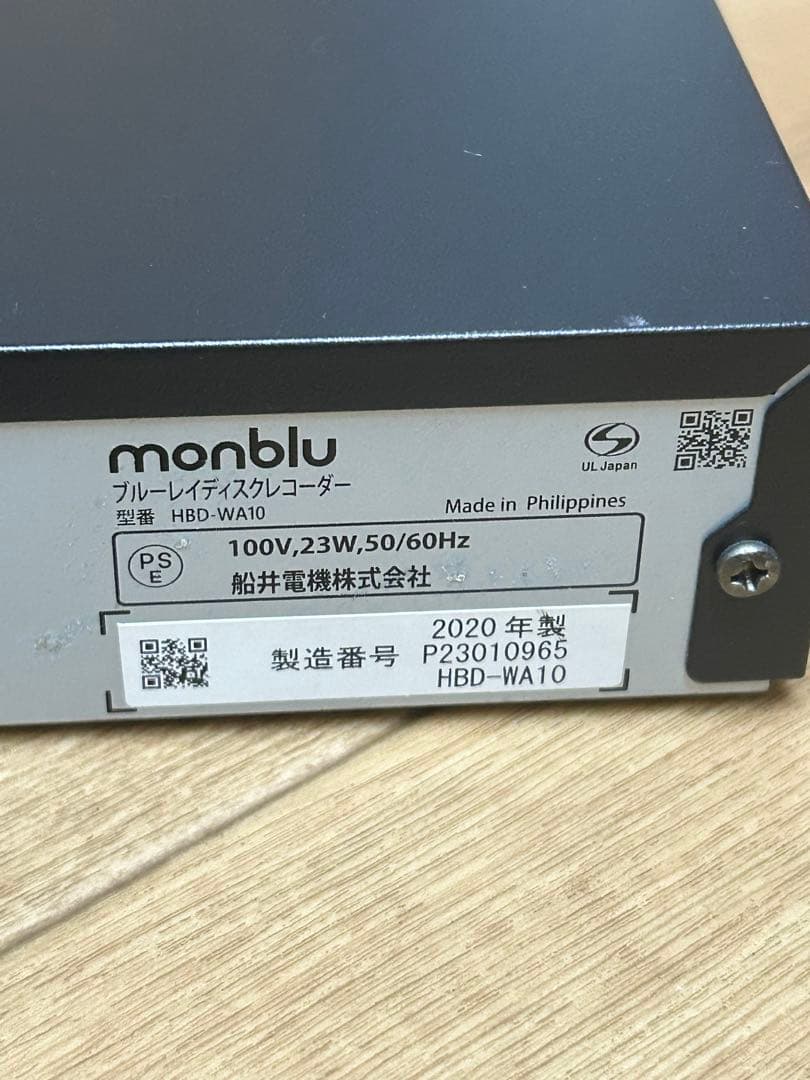 monblu
ブルーレイディスクレコーダー
型番 HBD-WA10
UL Japan
Made in Philippines
PS
E
100V,23W,50/60Hz
船井電機株式会社
2020 年製
製造番号 P23010965
HBD-WA10